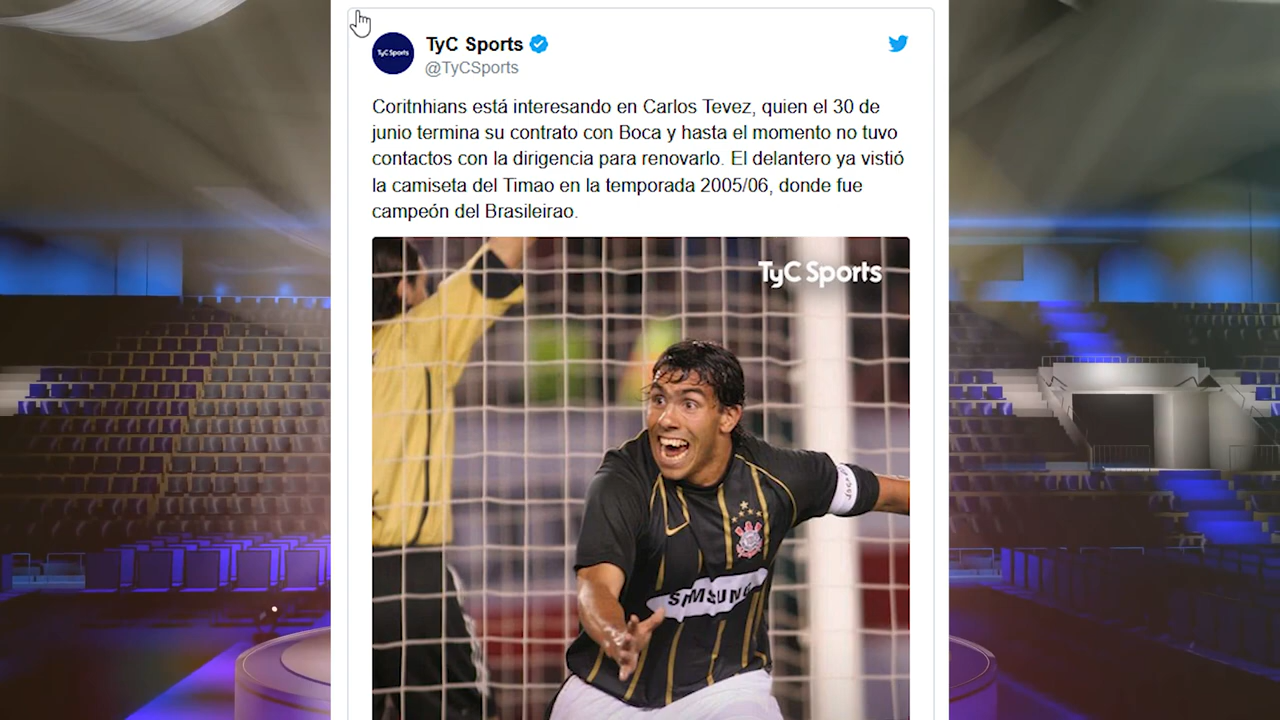 TyC Sports
TyC Sports
@TyCSports
Coritnhians está interesando en Carlos Tevez, quien el 30 de
junio termina su contrato con Boca y hasta el momento no tuvo
contactos con la dirigencia para renovarlo. El delantero ya vistió
la camiseta del Timao en la temporada 2005/06, donde fue
campeón del Brasileirao.
TyC Sports
SAMSUNG